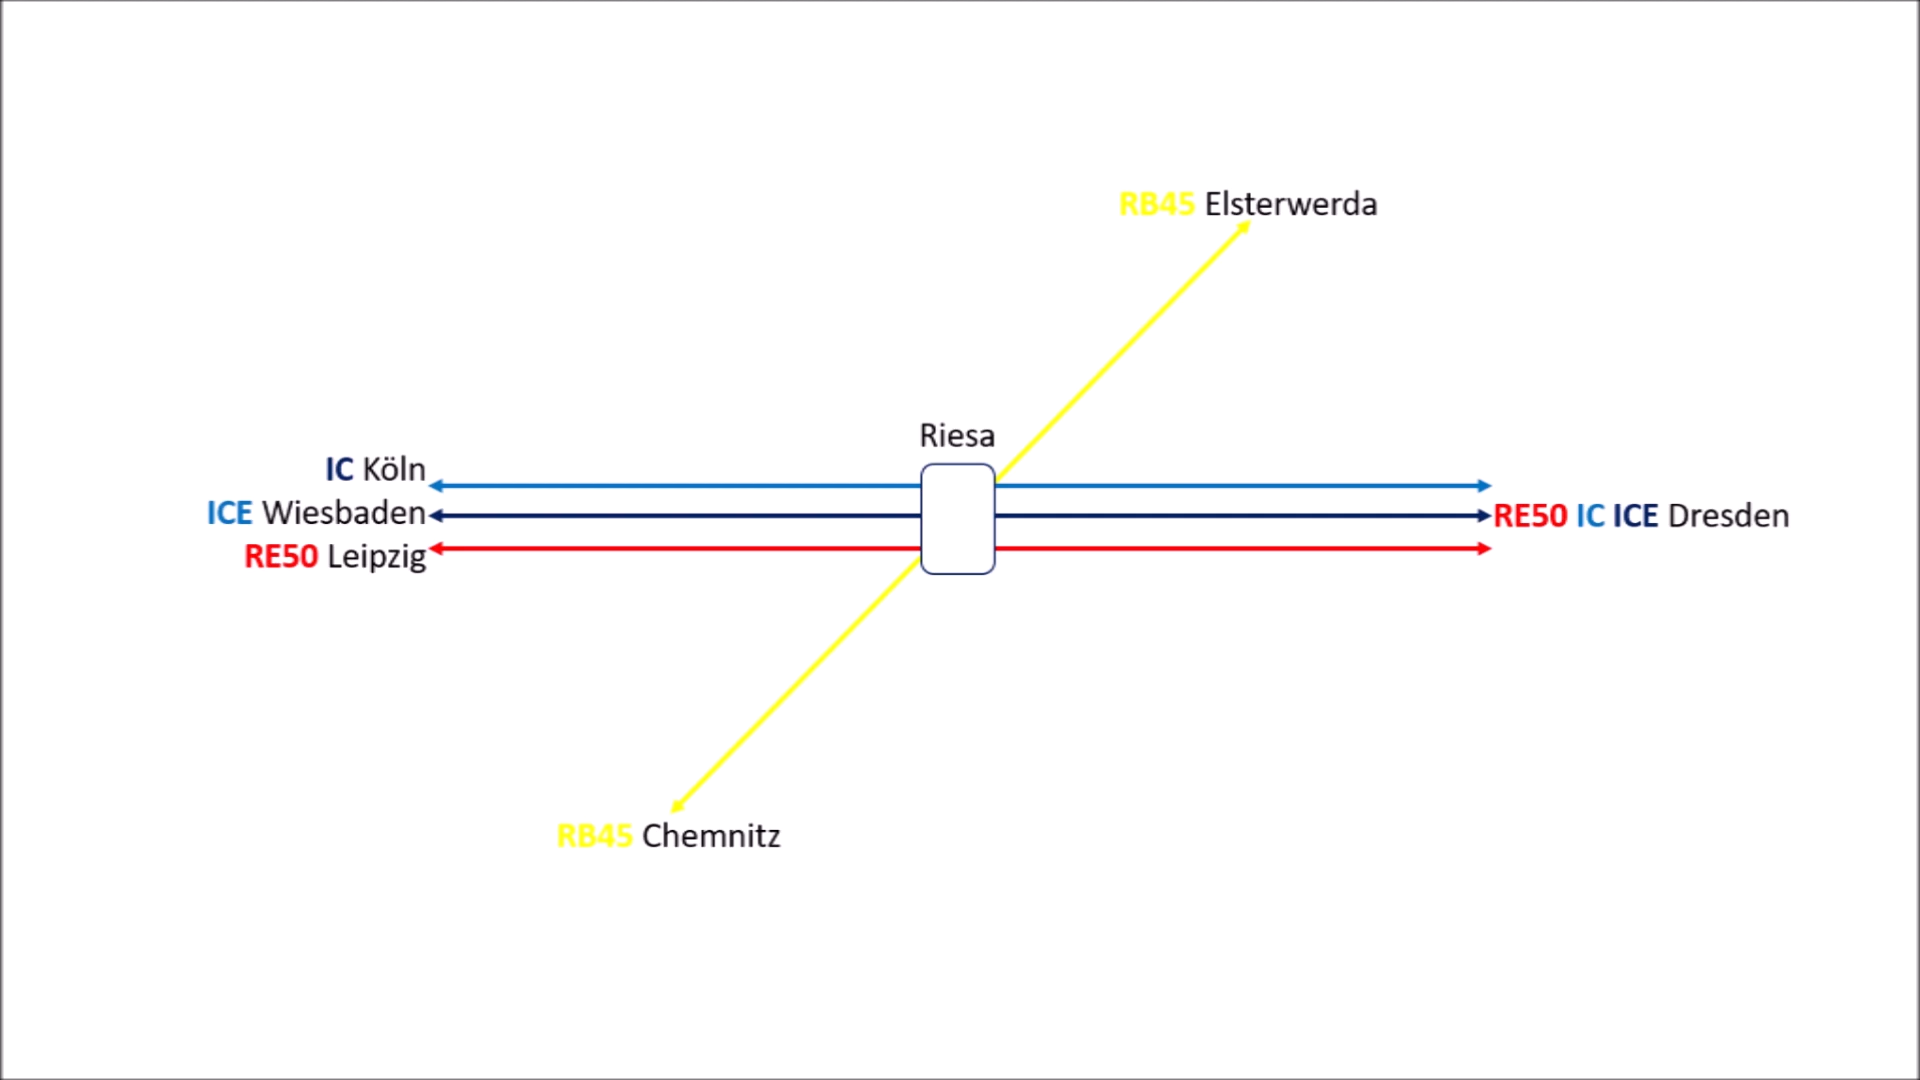 RB45 Elsterwerda
Riesa
IC Köln
ICE Wiesbaden
RE50 Leipzig
RE50 IC ICE Dresden
RB45 Chemnitz